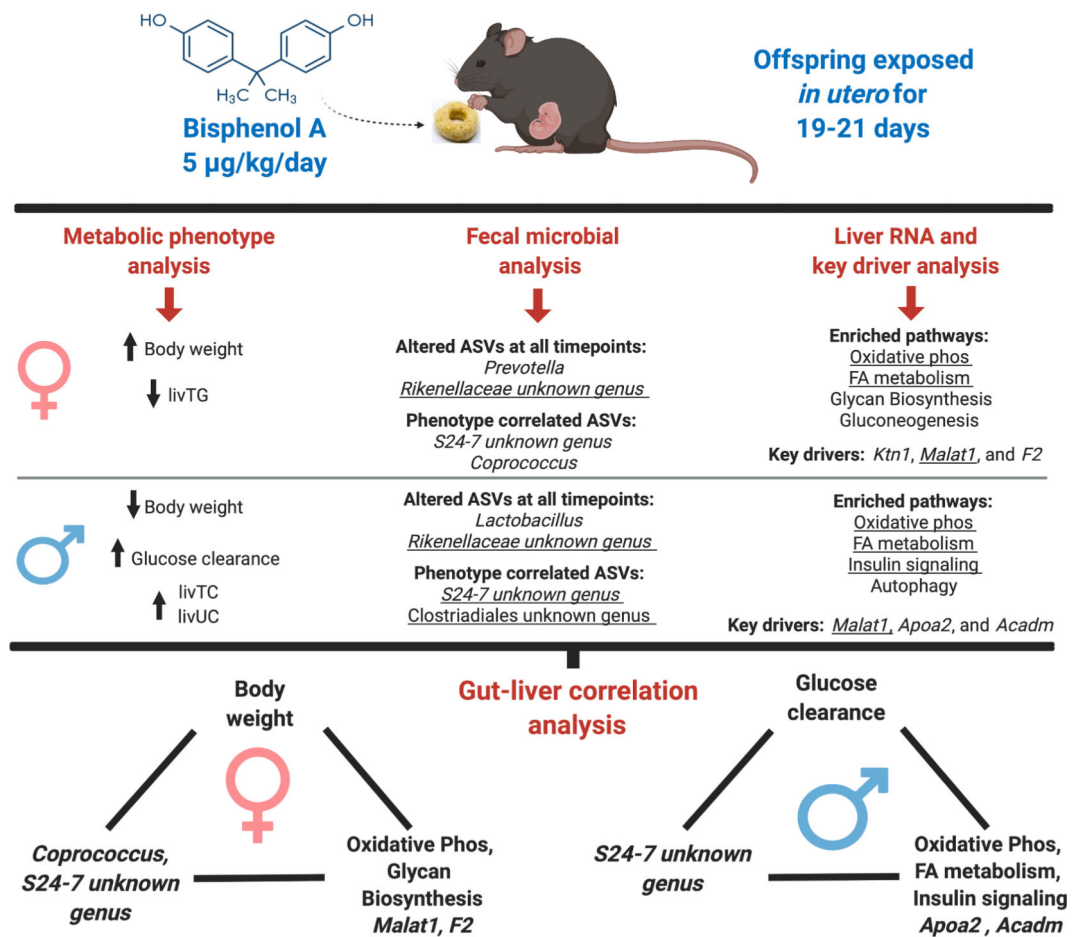 HO
OH
H₃C CH₃
Bisphenol A
5 μg/kg/day
Offspring exposed
in utero for
19-21 days
Metabolic phenotype
analysis
Fecal microbial
analysis
Liver RNA and
key driver analysis
Body weight
livTG
Altered ASVs at all timepoints:
Prevotella
Rikenellaceae unknown genus
Phenotype correlated ASVs:
S24-7 unknown genus
Coprococcus
Enriched pathways:
Oxidative phos
FA metabolism
Glycan Biosynthesis
Gluconeogenesis
Key drivers: Ktn1, Malat1, and F2
Body weight
Glucose clearance
livTC
livUC
Altered ASVs at all timepoints:
Lactobacillus
Rikenellaceae unknown genus
Phenotype correlated ASVs:
S24-7 unknown genus
Clostriadiales unknown genus
Enriched pathways:
Oxidative phos
FA metabolism
Insulin signaling
Autophagy
Key drivers: Malat1, Apoa2, and Acadm
Gut-liver correlation
analysis
Body
weight
Coprococcus,
S24-7 unknown
genus
Oxidative Phos,
Glycan
Biosynthesis
Malat1, F2
Glucose
clearance
S24-7 unknown
genus
Oxidative Phos,
FA metabolism,
Insulin signaling
Apoa2 , Acadm